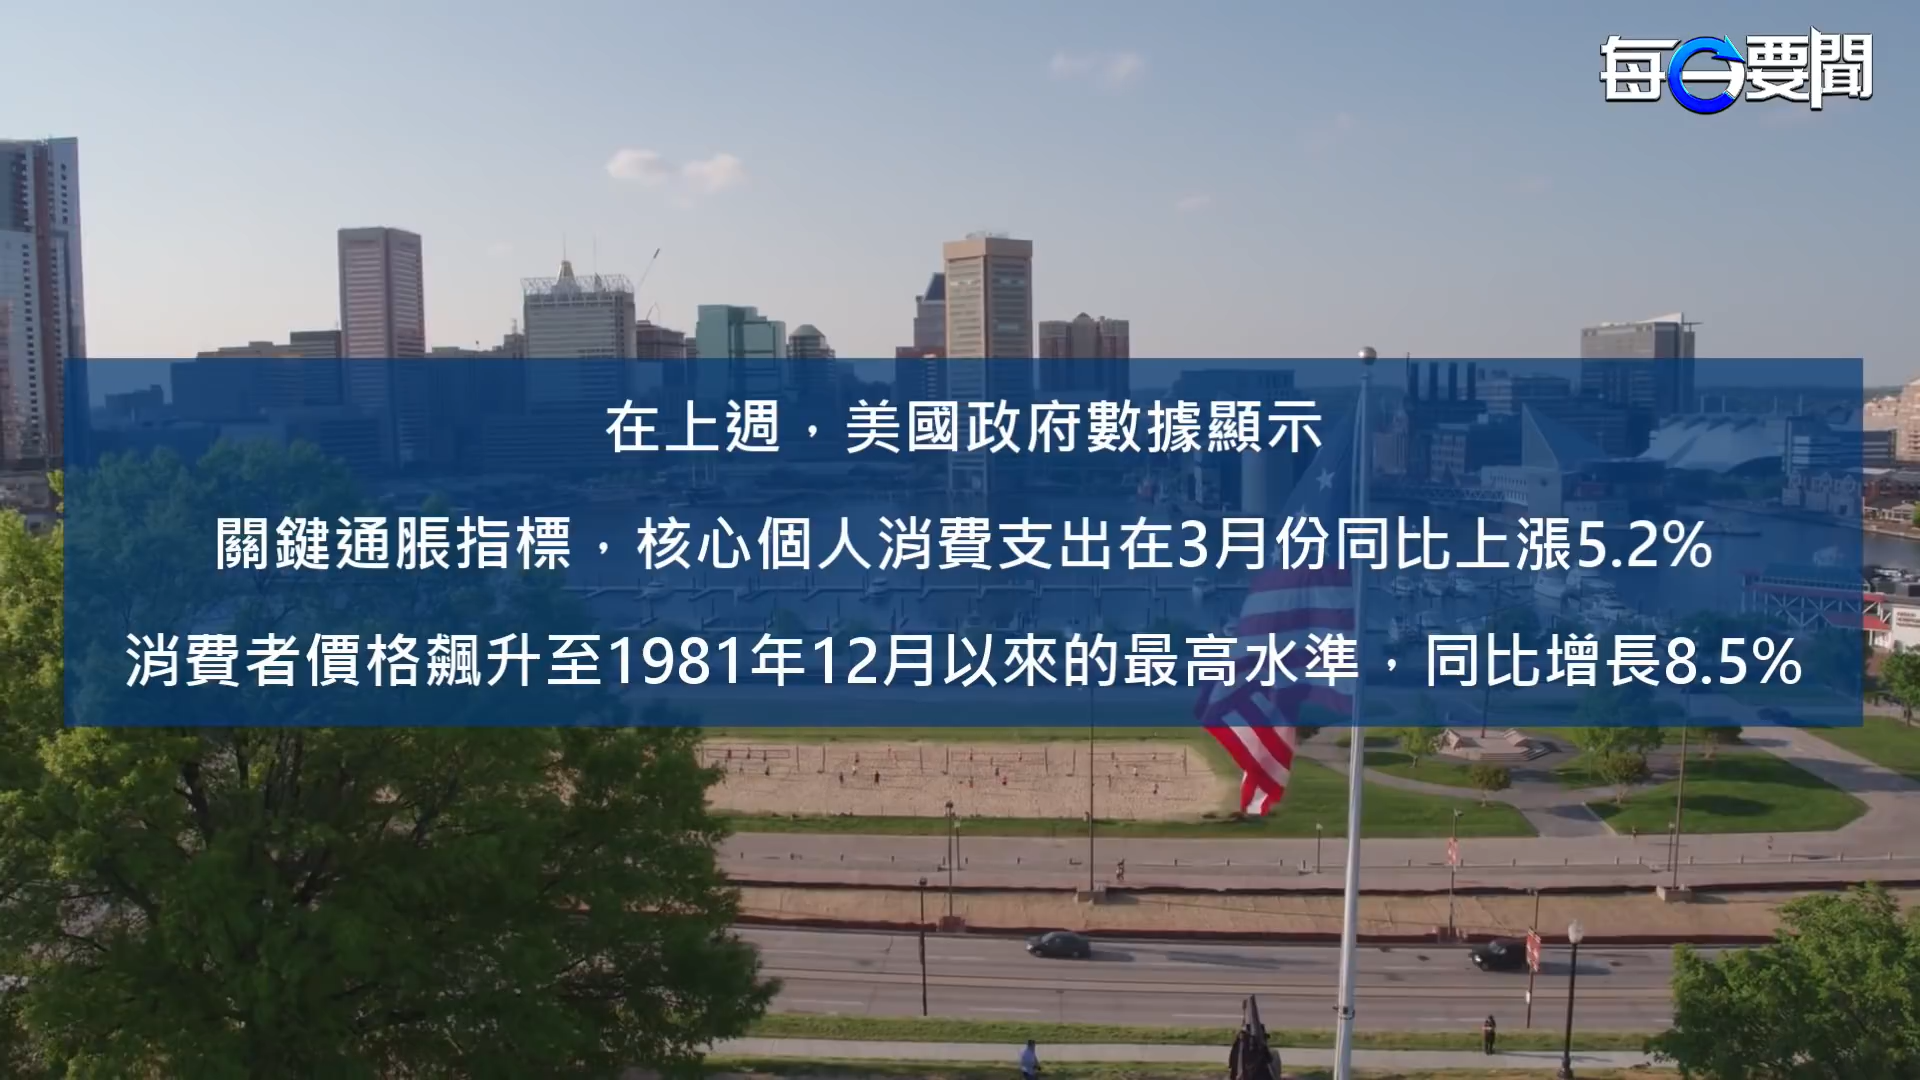 每日要聞
在上週，美國政府數據顯示
關鍵通脹指標，核心個人消費支出在3月份同比上漲5.2%
消費者價格飆升至1981年12月以來的最高水準，同比增長8.5%